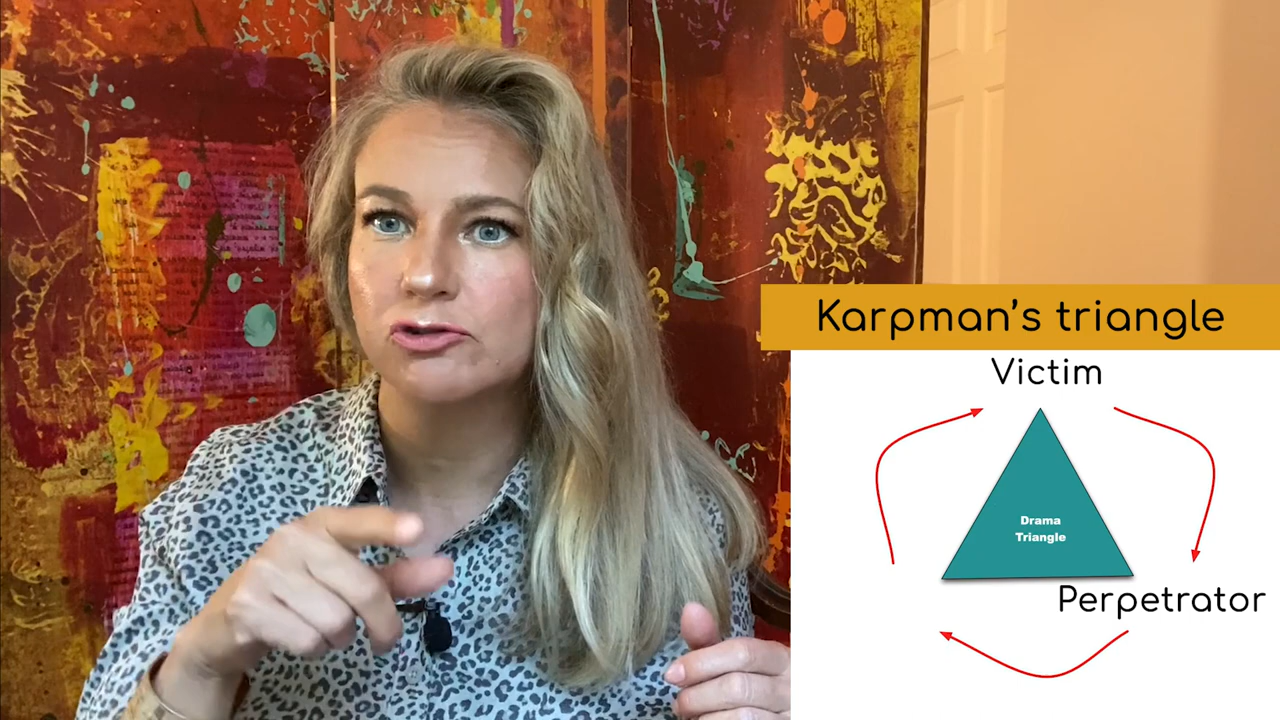 Karpman's triangle
Victim
Drama
Triangle
Perpetrator